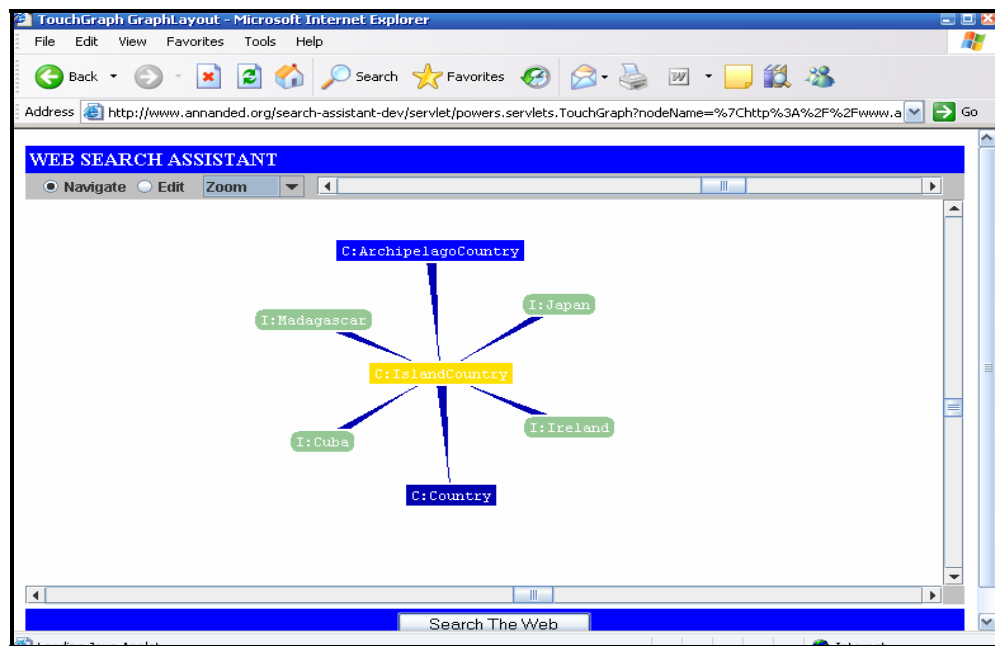 TouchGraph GraphLayout - Microsoft Internet Explorer
File Edit View Favorites Tools Help
Back Search Favorites
Address http://www.annanded.org/search-assistant-dev/servlet/powers.servlets.TouchGraph?nodeName=%7Chttp%3A%2F%2Fwww.a Go
WEB SEARCH ASSISTANT
Navigate Edit Zoom
C:ArchipelagoCountry
I:Japan
I:Madagascar
C:IslandCountry
I:Ireland
I:Cuba
C:Country
Search The Web